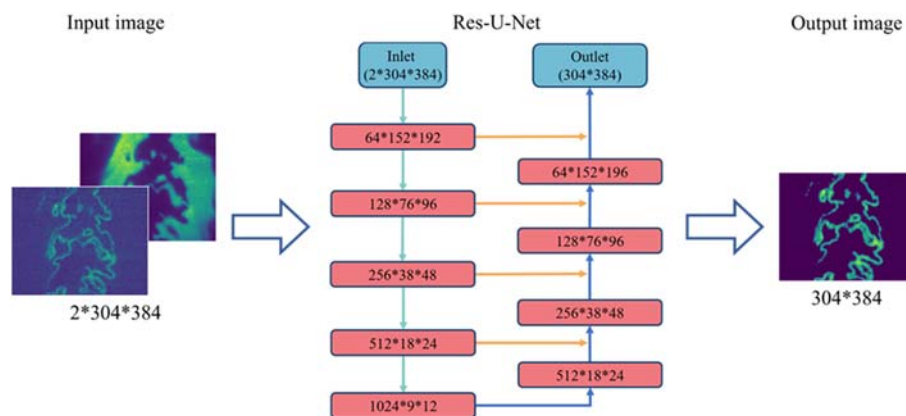 Input image
Res-U-Net
Output image
Inlet
(2*304*384)
Outlet
(304*384)
64*152*192
64*152*196
128*76*96
128*76*96
256*38*48
256*38*48
512*18*24
512*18*24
1024*9*12
2*304*384
304*384